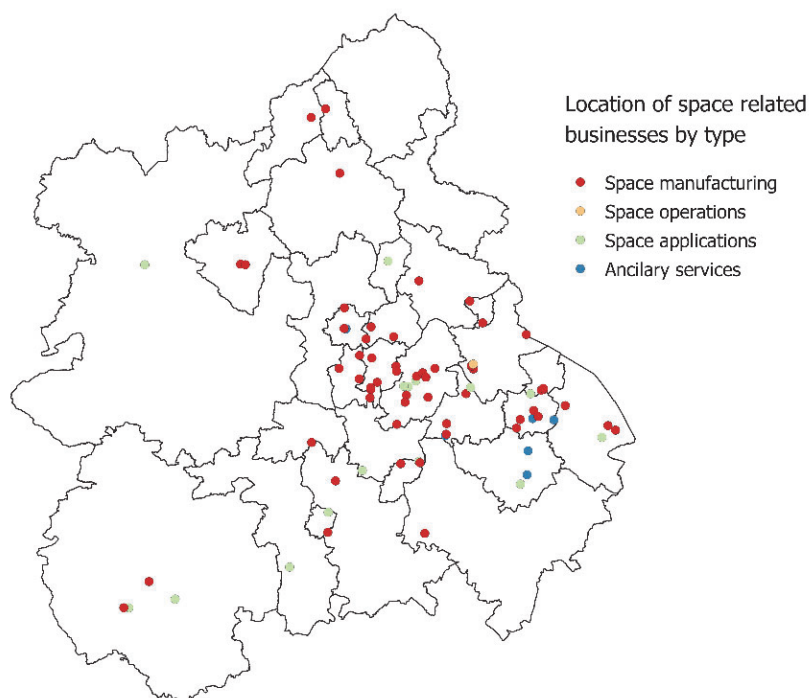 Location of space related
businesses by type
Space manufacturing
Space operations
Space applications
Ancilary services